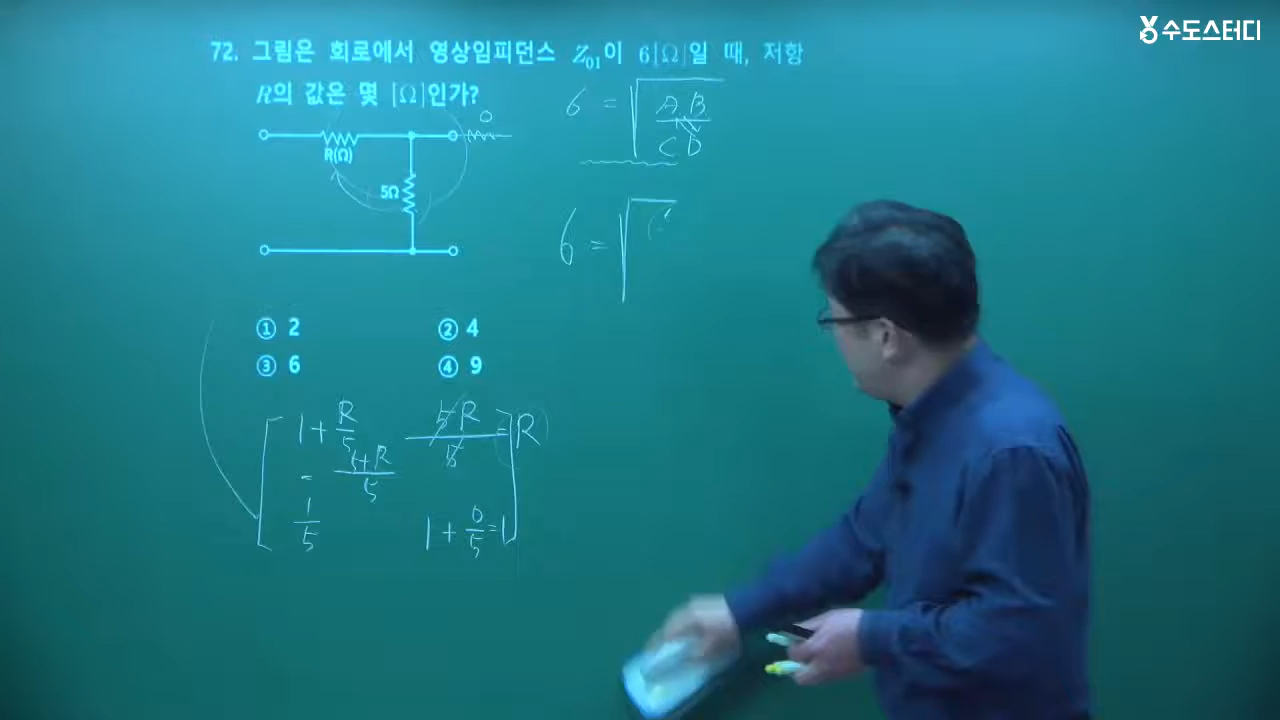 수도스터디
72. 그림은 회로에서 영상임피던스 Z₀₁이 6[Ω]일 때, 저항
R의 값은 몇 [Ω]인가?
R(Ω)
5Ω
0
① 2
② 4
③ 6
④ 9
6 = √(AB/CD)
6 = √(
1 + R/5
= 5+R/5
5R/5 = R
1/5
1 + 0/5 = 1